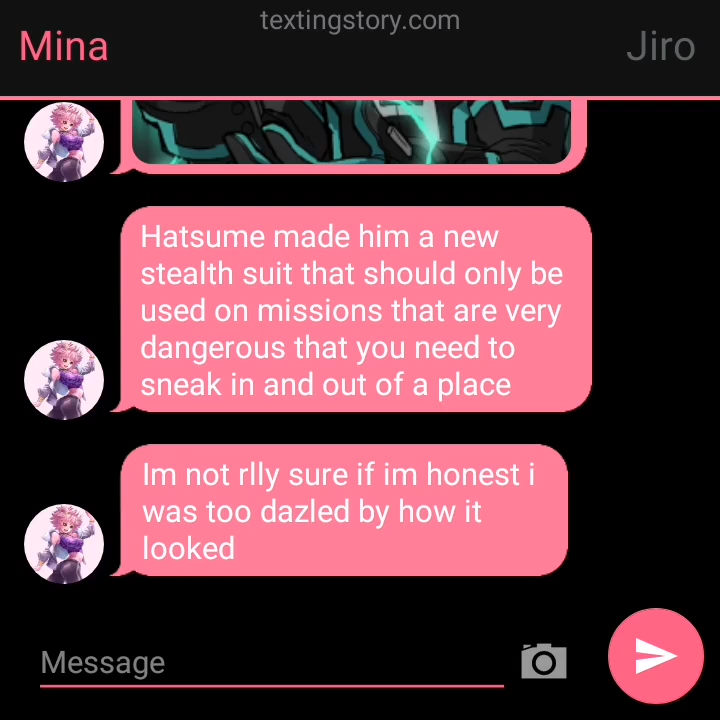 textingstory.com
Mina
Jiro
Hatsume made him a new
stealth suit that should only be
used on missions that are very
dangerous that you need to
sneak in and out of a place
Im not rlly sure if im honest i
was too dazled by how it
looked
Message